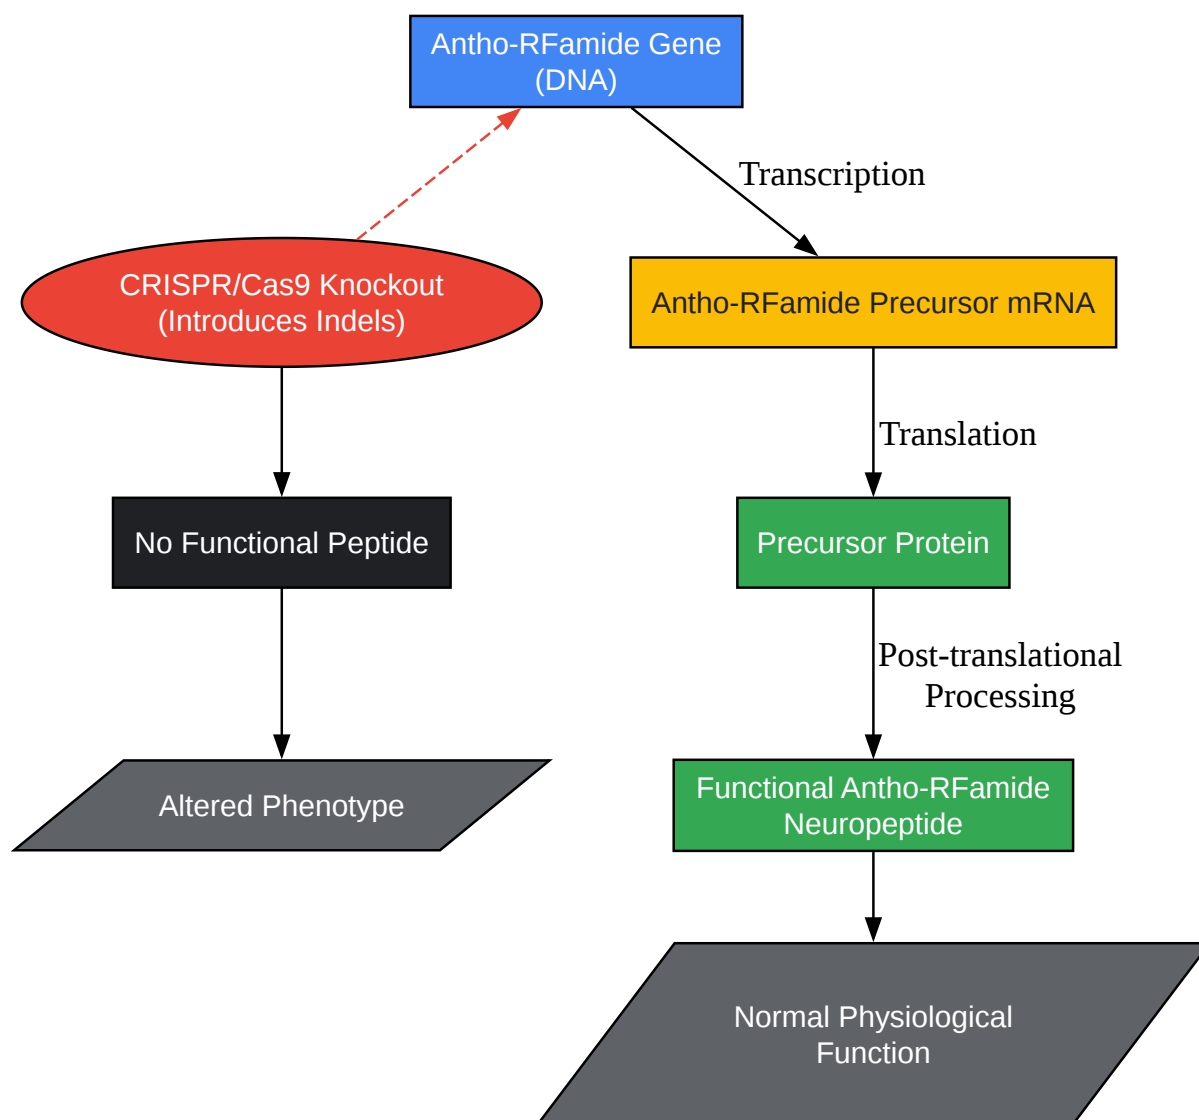 Antho-RFamide Gene
(DNA)
Transcription
CRISPR/Cas9 Knockout
(Introduces Indels)
Antho-RFamide Precursor mRNA
Translation
No Functional Peptide
Precursor Protein
Post-translational
Processing
Altered Phenotype
Functional Antho-RFamide
Neuropeptide
Normal Physiological
Function